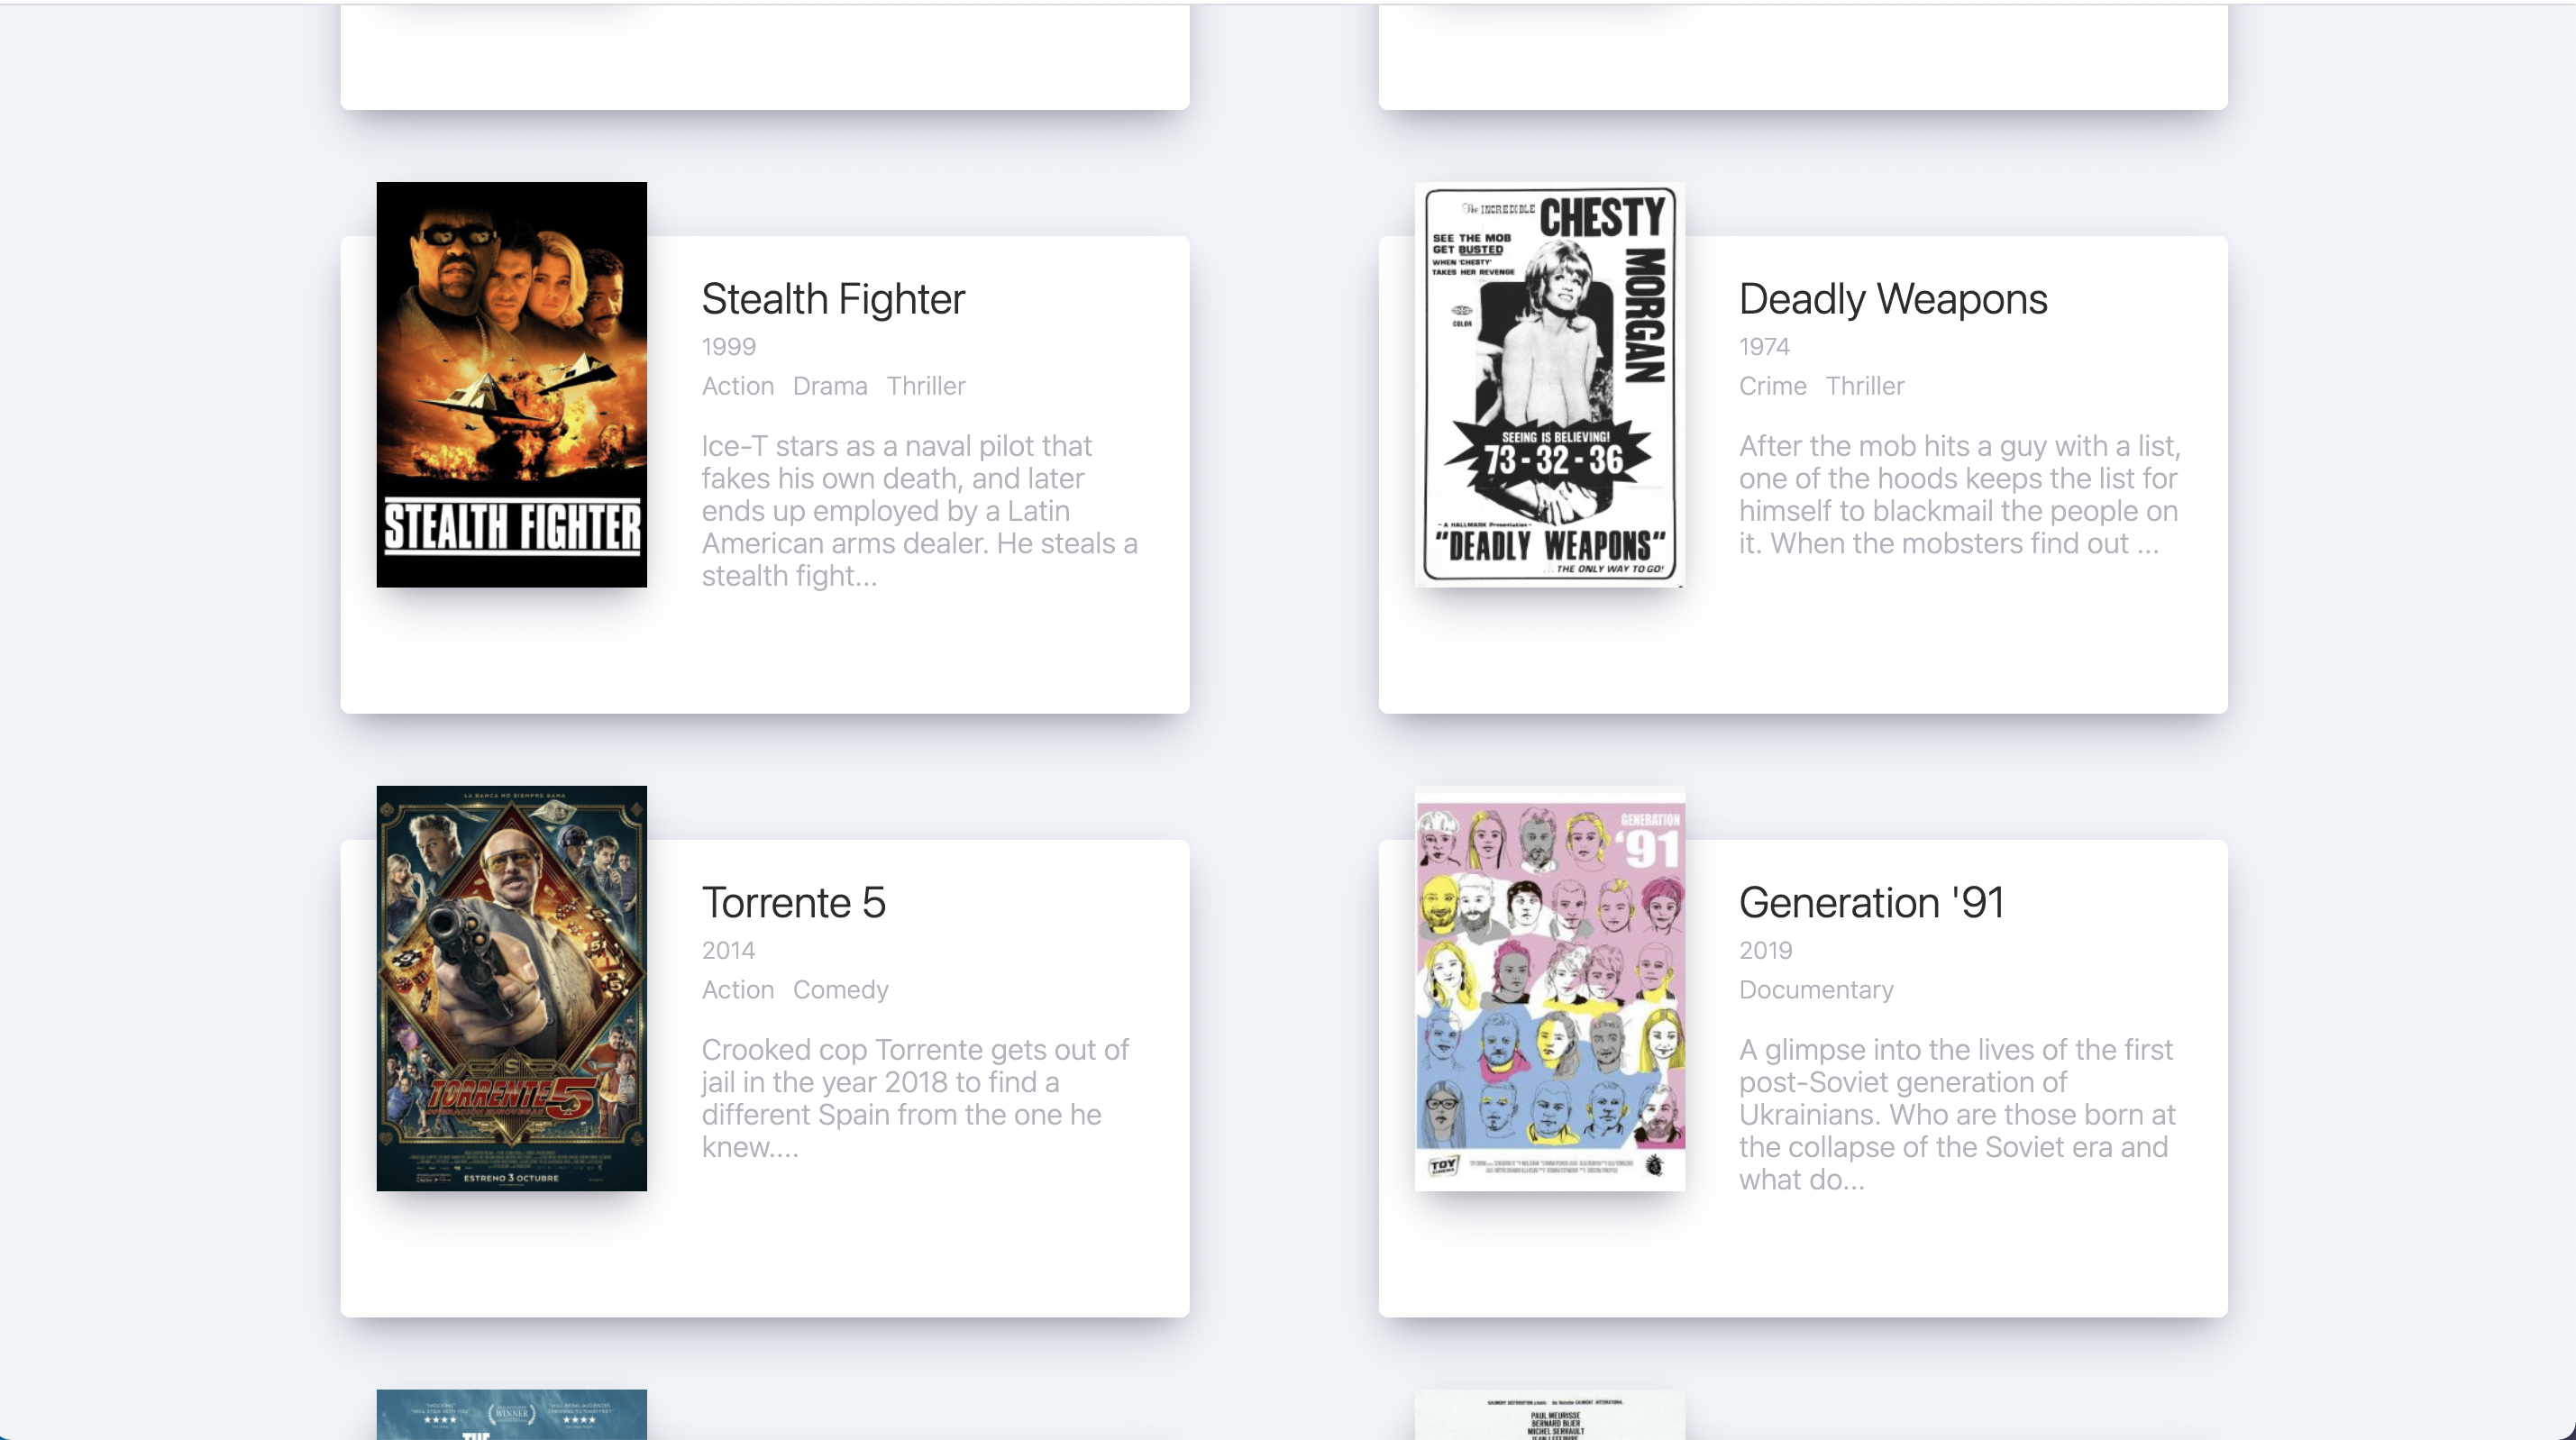 STEALTH FIGHTER
Stealth Fighter
1999
Action Drama Thriller
Ice-T stars as a naval pilot that
fakes his own death, and later
ends up employed by a Latin
American arms dealer. He steals a
stealth fight...
The INCREDIBLE CHESTY
MORGAN
SEE THE MOB
GET BUSTED
WHEN 'CHESTY'
TAKES HER REVENGE
COLOR
SEEING IS BELIEVING!
73-32-36
- A HALLMARK Presentation -
"DEADLY WEAPONS"
...THE ONLY WAY TO GO!
Deadly Weapons
1974
Crime Thriller
After the mob hits a guy with a list,
one of the hoods keeps the list for
himself to blackmail the people on
it. When the mobsters find out ...
LA BANCA NO SIEMPRE GANA
TORRENTE 5
ESTRENO 3 OCTUBRE
Torrente 5
2014
Action Comedy
Crooked cop Torrente gets out of
jail in the year 2018 to find a
different Spain from the one he
knew....
GENERATION
'91
TOY
CINEMA
Generation '91
2019
Documentary
A glimpse into the lives of the first
post-Soviet generation of
Ukrainians. Who are those born at
the collapse of the Soviet era and
what do...
WINNER
THE
PAUL MEURISSE
BERNARD BLIER
MICHEL SERRAULT